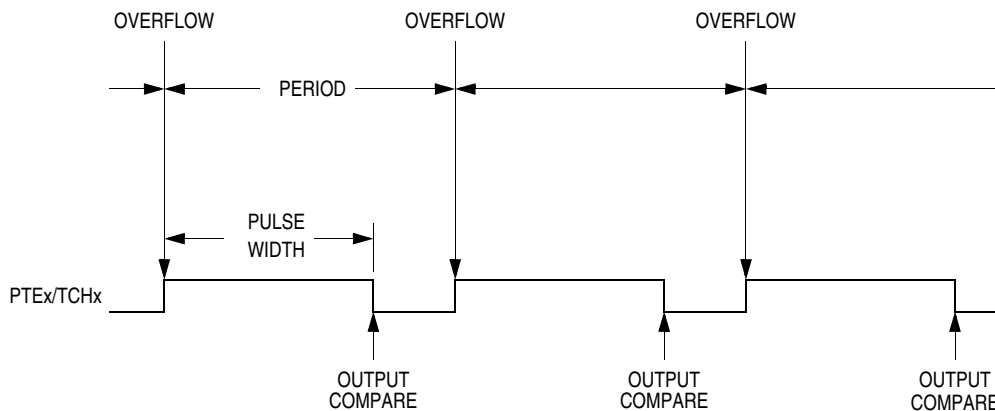 OVERFLOW OVERFLOW OVERFLOW
PERIOD
PULSE
WIDTH
PTEx/TCHx
OUTPUT
COMPARE
OUTPUT
COMPARE
OUTPUT
COMPARE